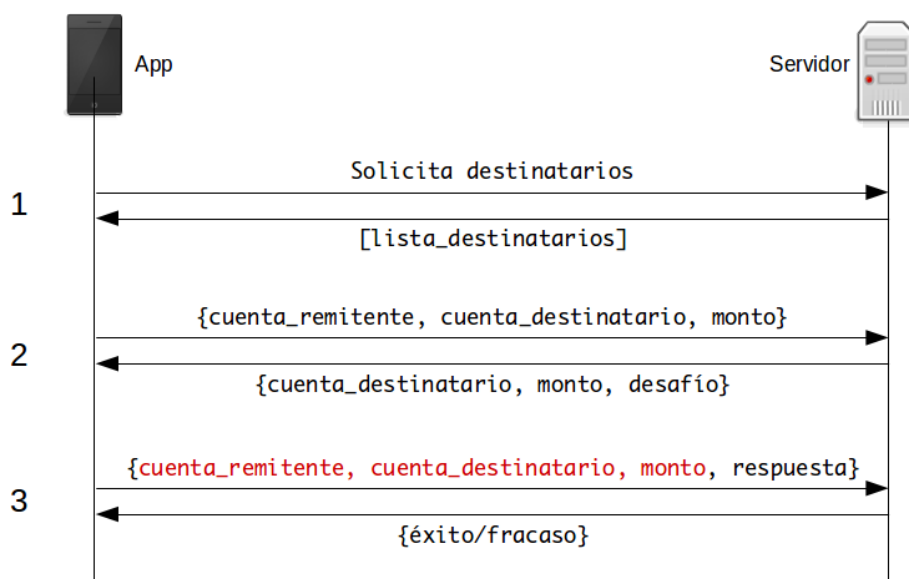 App
Servidor
Solicita destinatarios
1
[lista_destinatarios]
{cuenta_remitente, cuenta_destinatario, monto}
2
{cuenta_destinatario, monto, desafío}
{cuenta_remitente, cuenta_destinatario, monto, respuesta}
3
{éxito/fracaso}